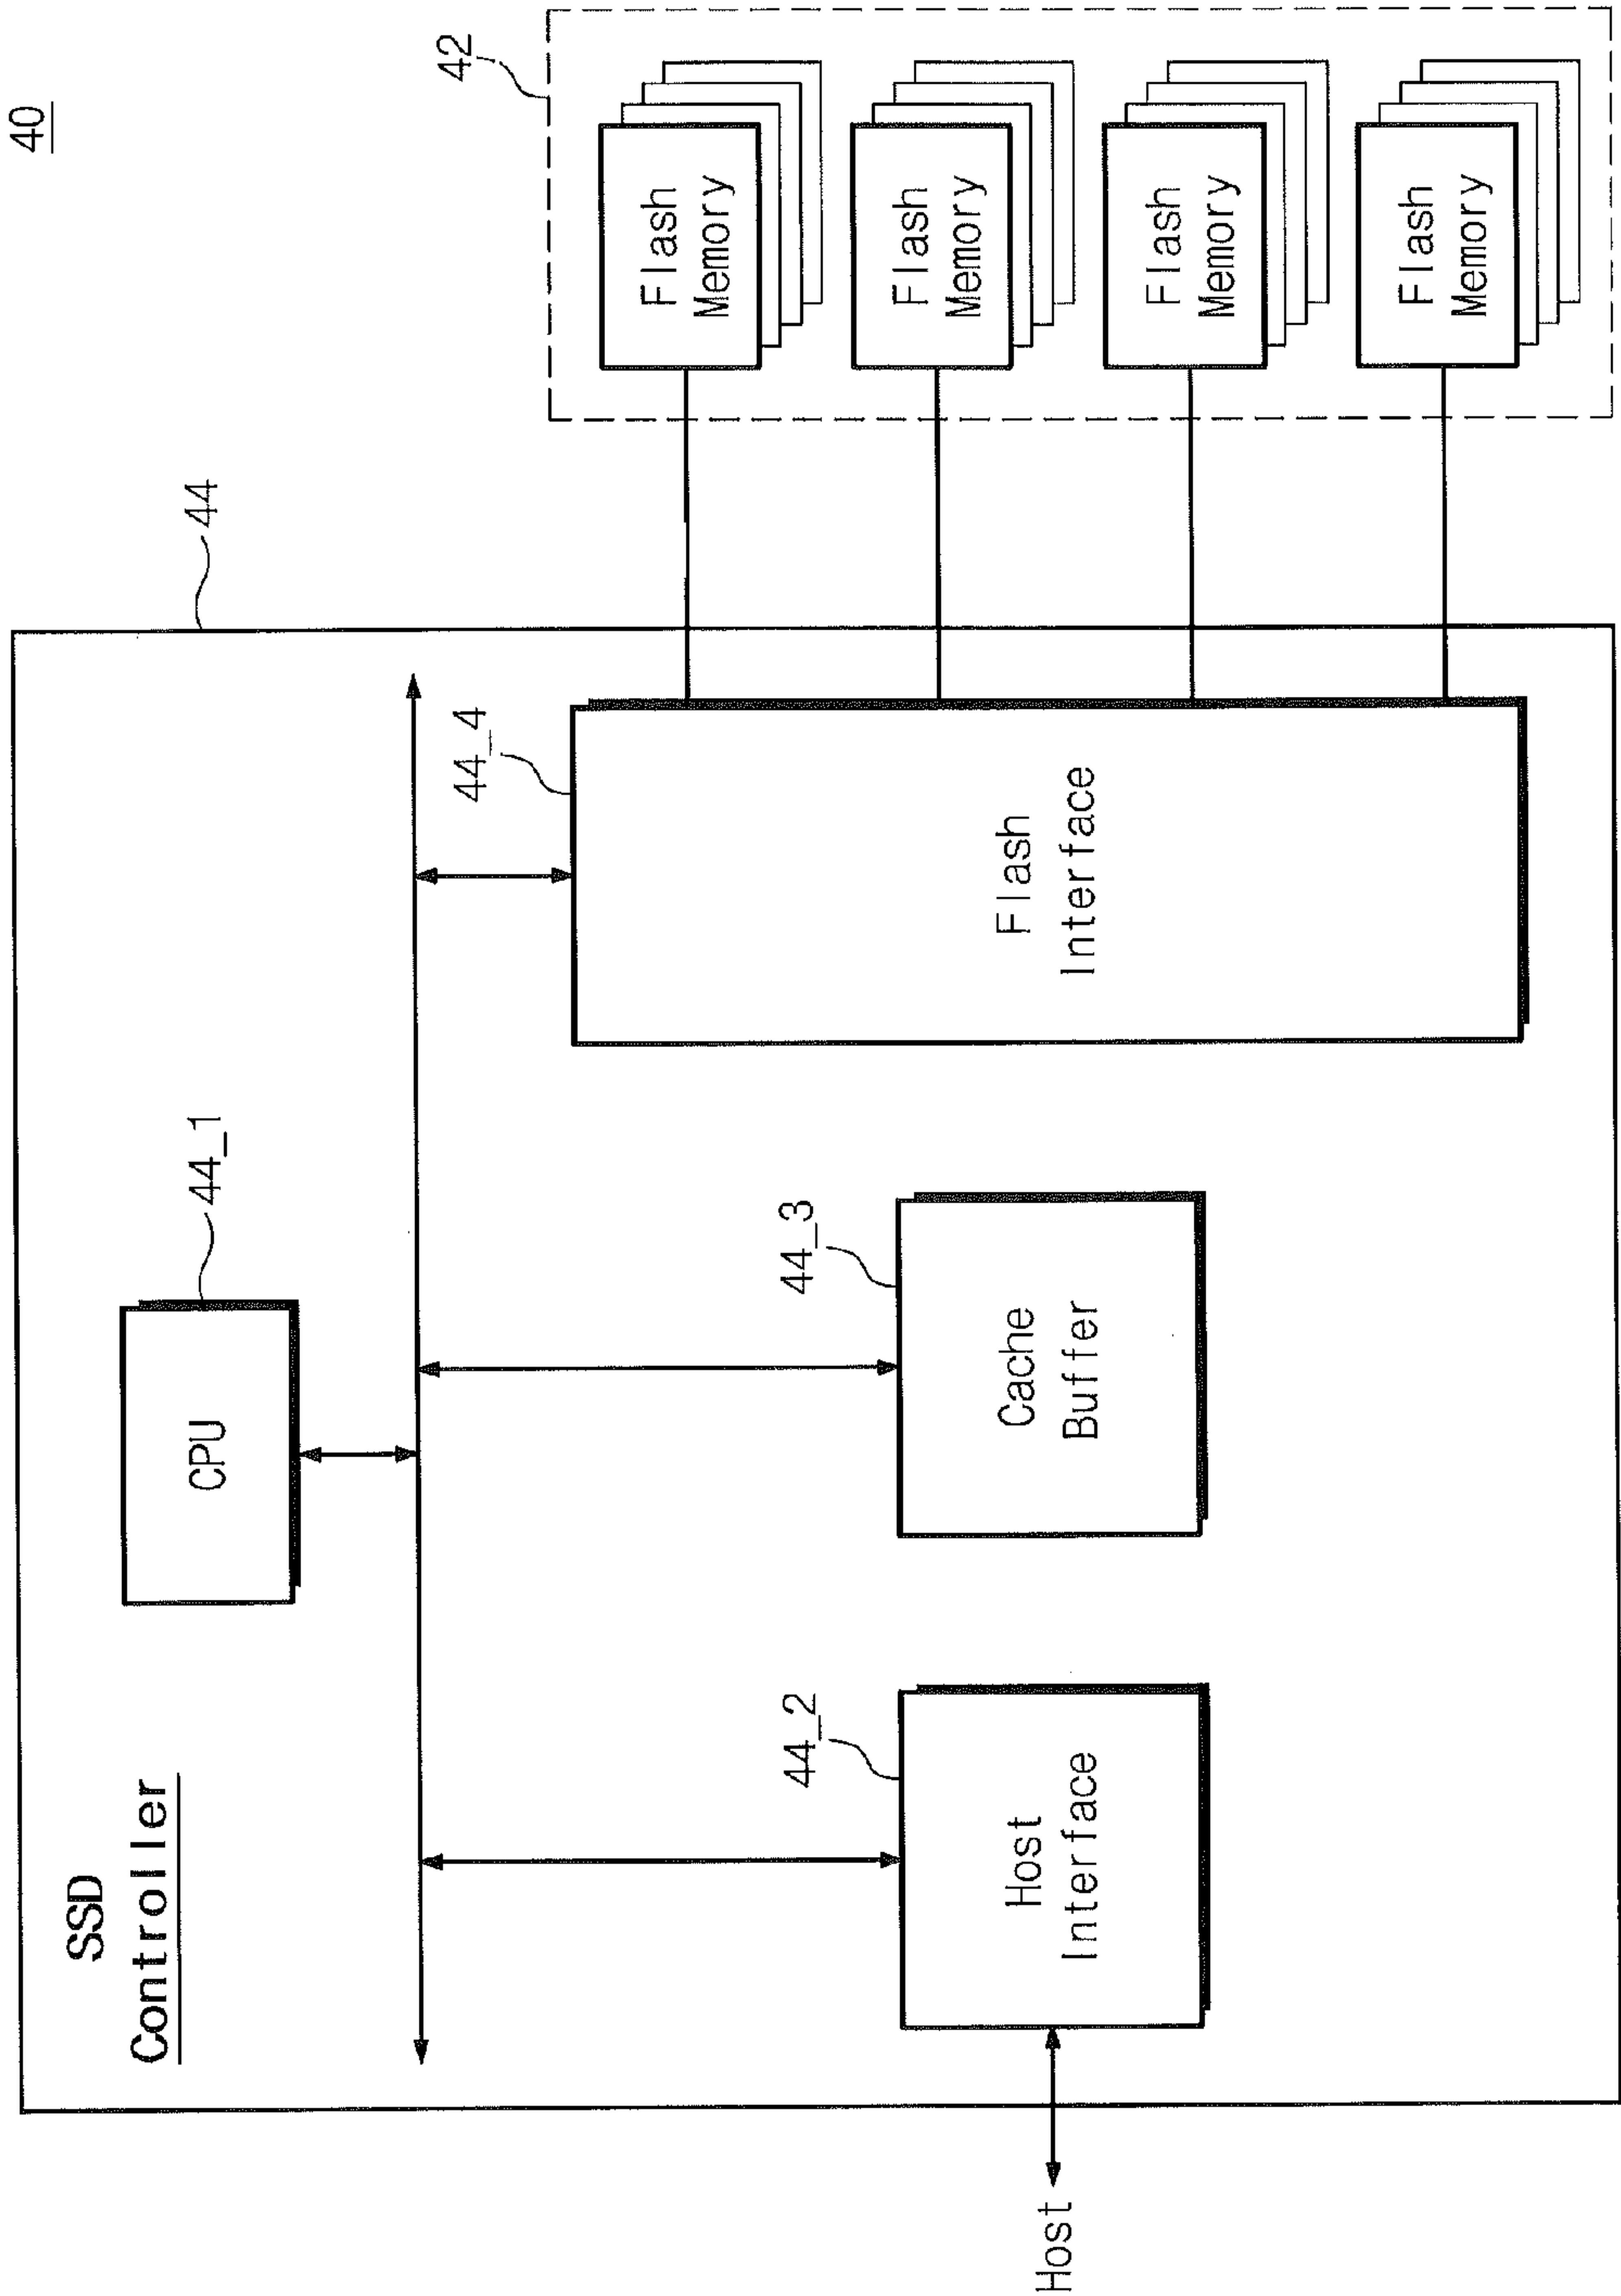 40
SSD
Controller
44
42
CPU
44_1
44_2
Host
Interface
44_3
Cache
Buffer
44_4
Flash
Interface
Flash
Memory
Flash
Memory
Flash
Memory
Flash
Memory
Host